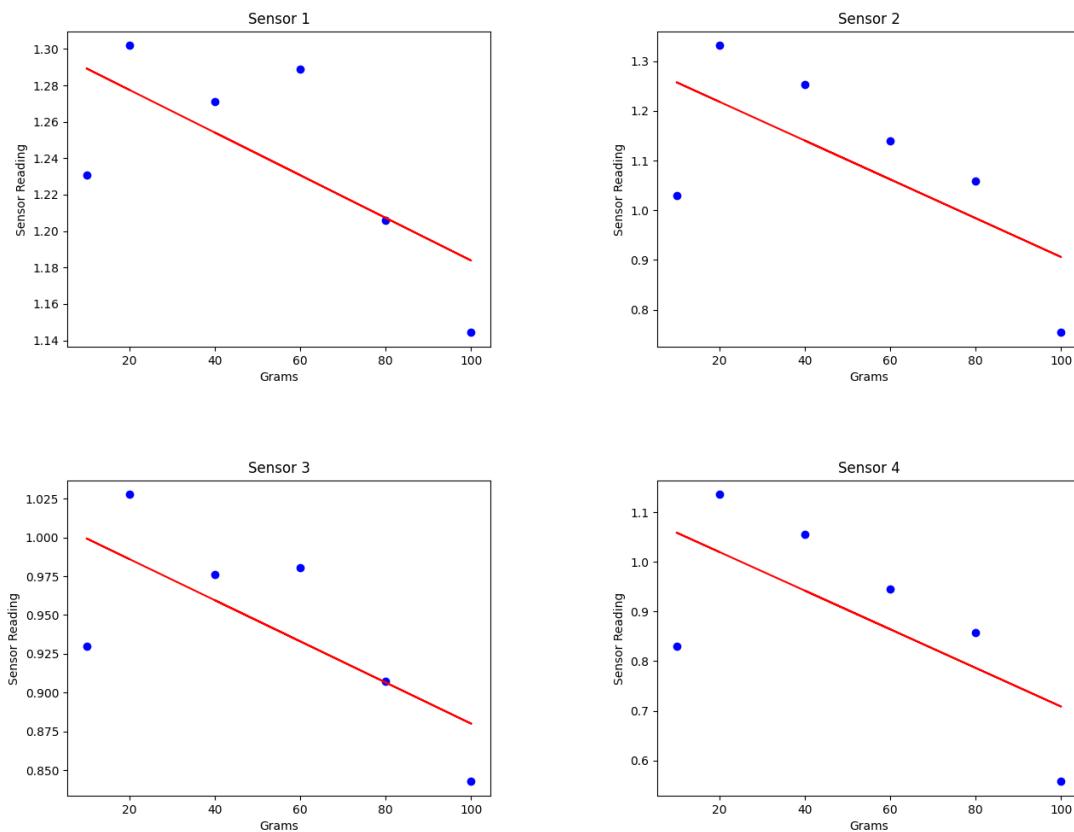 Sensor 1
1.30
1.28
1.26
1.24
1.22
1.20
1.18
1.16
1.14
Sensor Reading
20 40 60 80 100
Grams
Sensor 2
1.3
1.2
1.1
1.0
0.9
0.8
Sensor Reading
20 40 60 80 100
Grams
Sensor 3
1.025
1.000
0.975
0.950
0.925
0.900
0.875
0.850
Sensor Reading
20 40 60 80 100
Grams
Sensor 4
1.1
1.0
0.9
0.8
0.7
0.6
Sensor Reading
20 40 60 80 100
Grams